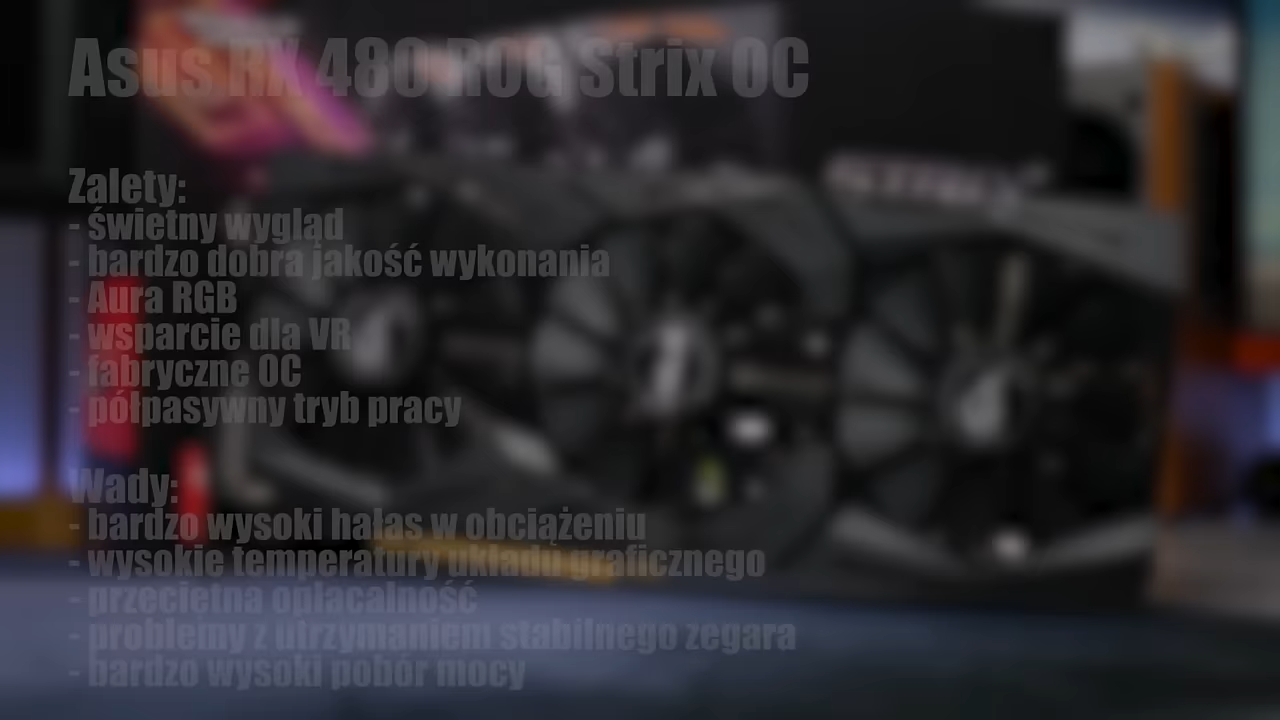 Asus RX 480 ROG Strix OC
Zalety:
- świetny wygląd
- bardzo dobra jakość wykonania
- Aura RGB
- wsparcie dla VR
- fabryczne OC
- półpasywny tryb pracy
Wady:
- bardzo wysoki hałas w obciążeniu
- wysokie temperatury układu graficznego
- przeciętna opłacalność
- problemy z utrzymaniem stabilnego zegara
- bardzo wysoki pobór mocy